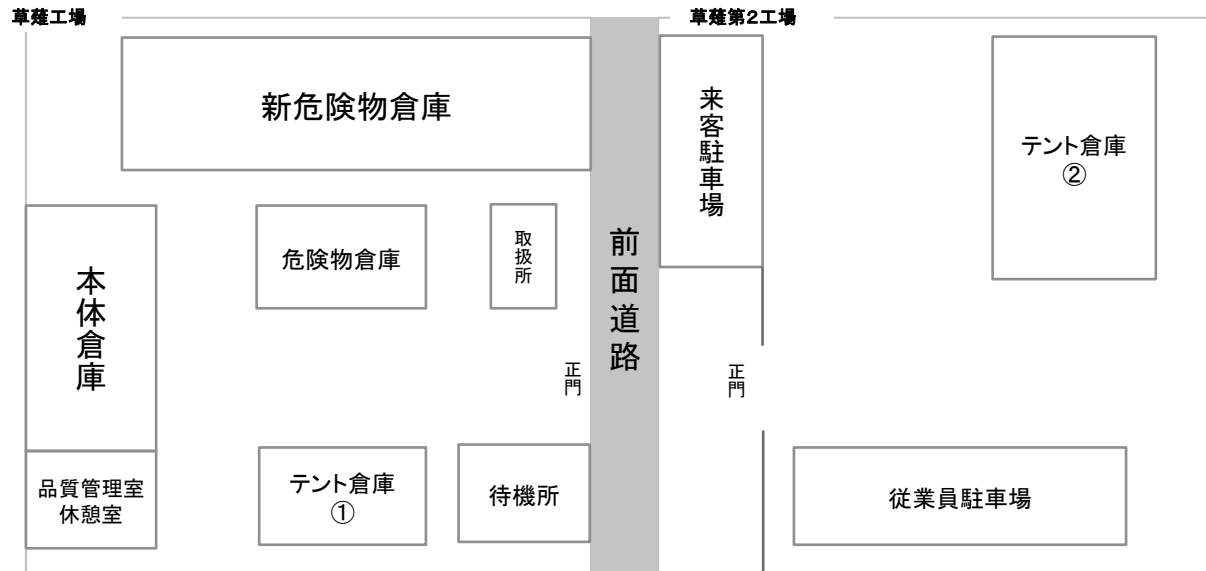 草薙工場
草薙第2工場
新危険物倉庫
来客駐車場
テント倉庫
②
本体倉庫
危険物倉庫
取扱所
前面道路
正門
正門
品質管理室
休憩室
テント倉庫
①
待機所
従業員駐車場